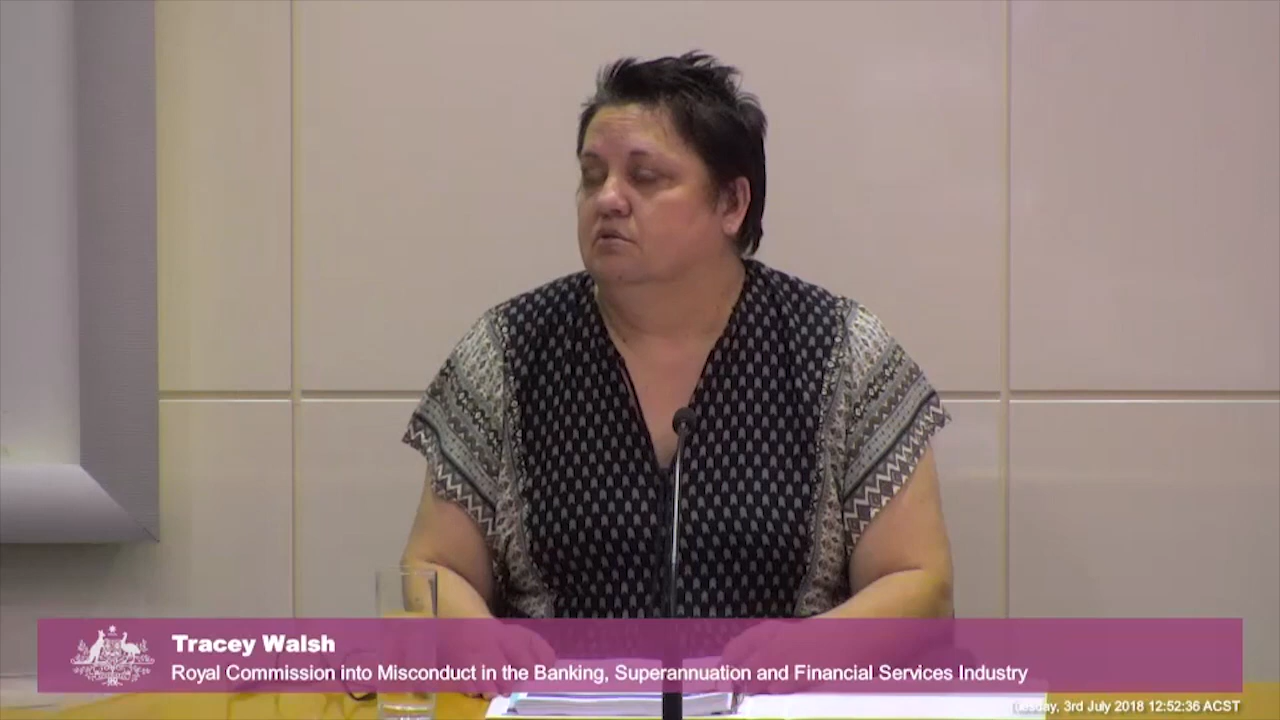 Tracey Walsh
Royal Commission into Misconduct in the Banking, Superannuation and Financial Services Industry
Tuesday, 3rd July 2018 12:52:36 ACST